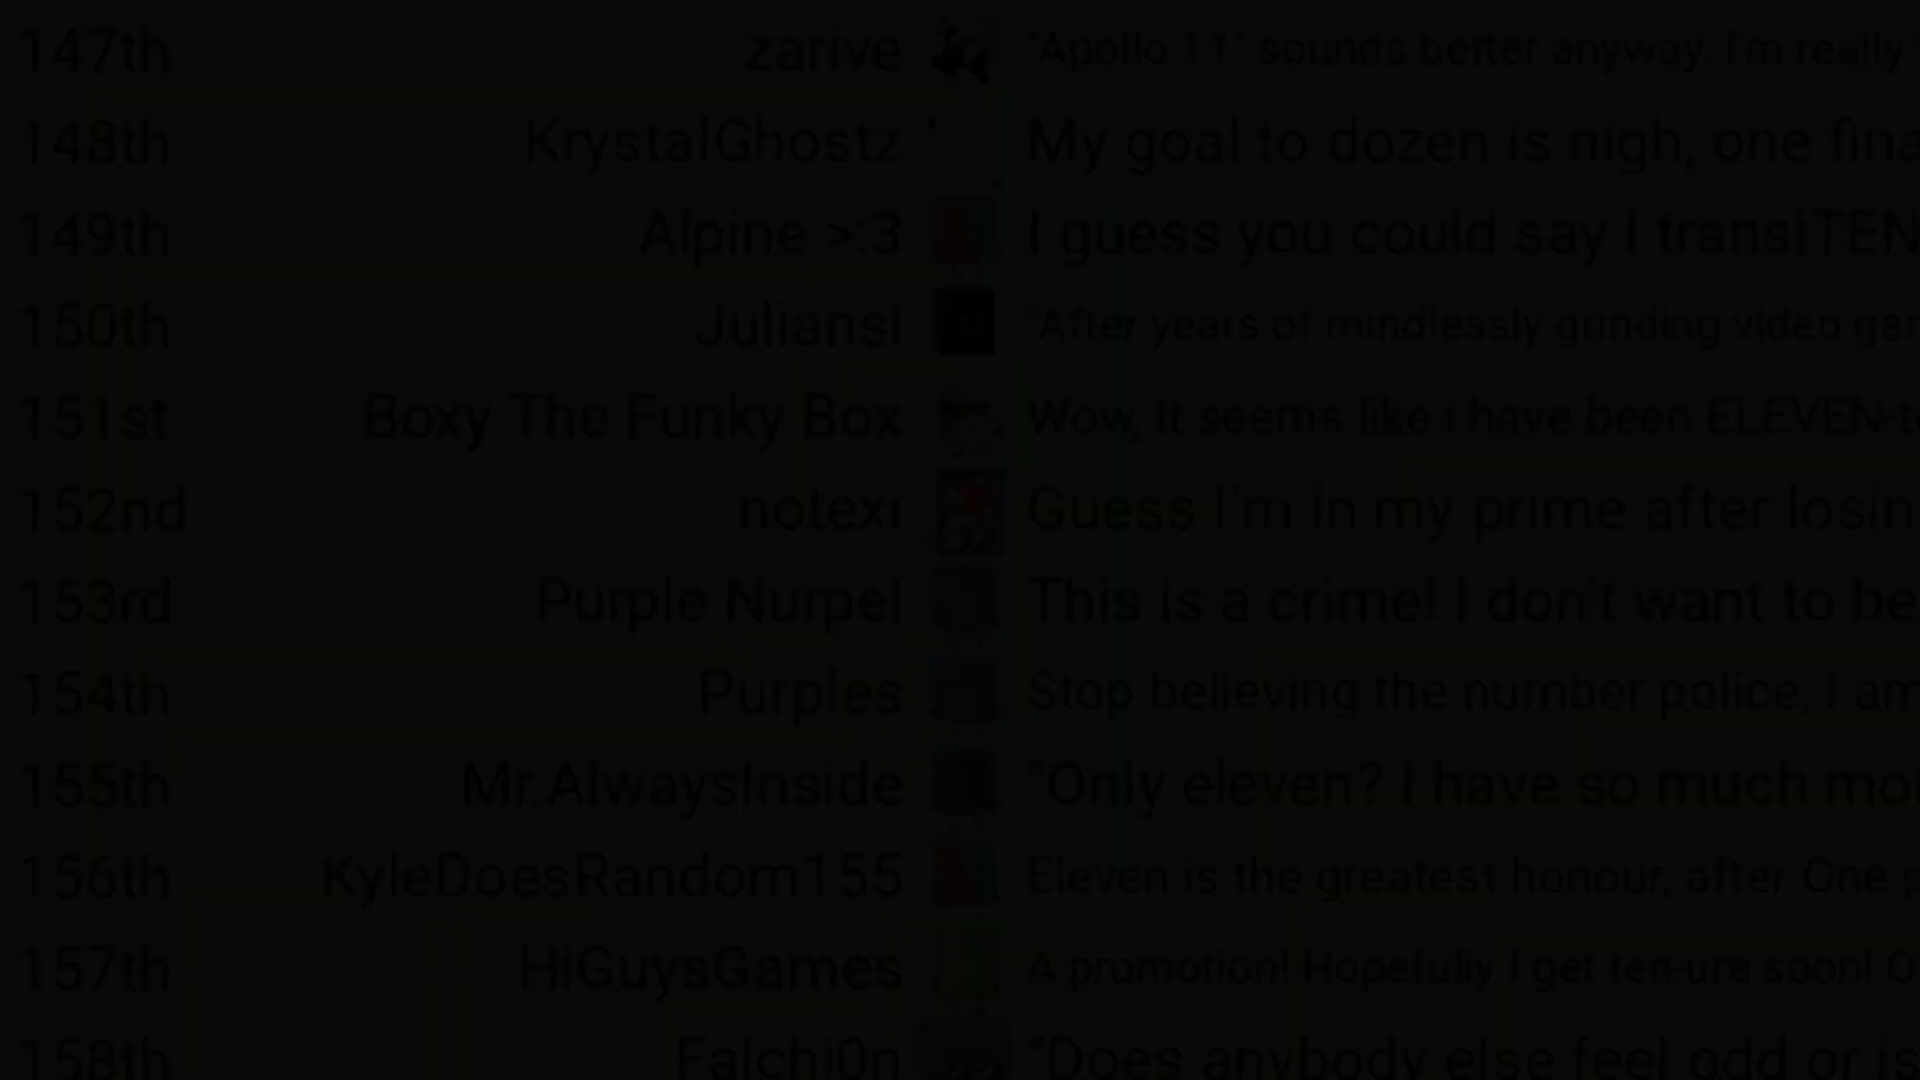 147th zarive "Apollo 11" sounds better anyway. I'm really
148th KrystalGhostz My goal to dozen is nigh, one fina
149th Alpine >:3 I guess you could say I translTEN
150th Juliansl "After years of mindlessly grinding video gam
151st Boxy The Funky Box Wow, It seems like i have been ELEVEN-t
152nd notexi Guess I'm in my prime after losin
153rd Purple Nurpel This is a crime! I don't want to be
154th Purples Stop believing the number police, I am
155th Mr.AlwaysInside "Only eleven? I have so much mo
156th KyleDoesRandom155 Eleven is the greatest honour, after One p
157th HiGuysGames A promotion! Hopefully I get ten-ure soon! O
158th Falchi0n "Does anybody else feel odd or is